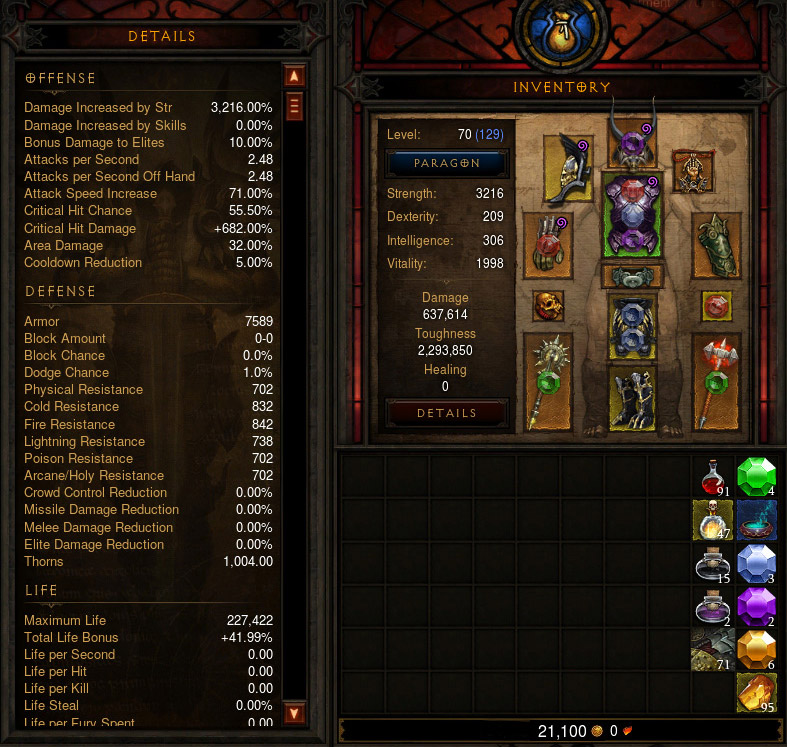 DETAILS
OFFENSE
Damage Increased by Str 3,216.00%
Damage Increased by Skills 0.00%
Bonus Damage to Elites 10.00%
Attacks per Second 2.48
Attacks per Second Off Hand 2.48
Attack Speed Increase 71.00%
Critical Hit Chance 55.50%
Critical Hit Damage +682.00%
Area Damage 32.00%
Cooldown Reduction 5.00%
DEFENSE
Armor 7589
Block Amount 0-0
Block Chance 0.0%
Dodge Chance 1.0%
Physical Resistance 702
Cold Resistance 832
Fire Resistance 842
Lightning Resistance 738
Poison Resistance 702
Arcane/Holy Resistance 702
Crowd Control Reduction 0.00%
Missile Damage Reduction 0.00%
Melee Damage Reduction 0.00%
Elite Damage Reduction 0.00%
Thorns 1,004.00
LIFE
Maximum Life 227,422
Total Life Bonus +41.99%
Life per Second 0.00
Life per Hit 0.00
Life per Kill 0.00
Life Steal 0.00%
Life per Fury Spent 0.00
INVENTORY
Level: 70 (129)
PARAGON
Strength: 3216
Dexterity: 209
Intelligence: 306
Vitality: 1998
Damage
637,614
Toughness
2,293,850
Healing
0
DETAILS
91 4
47
15 3
2 2
71 6
95
21,100 0